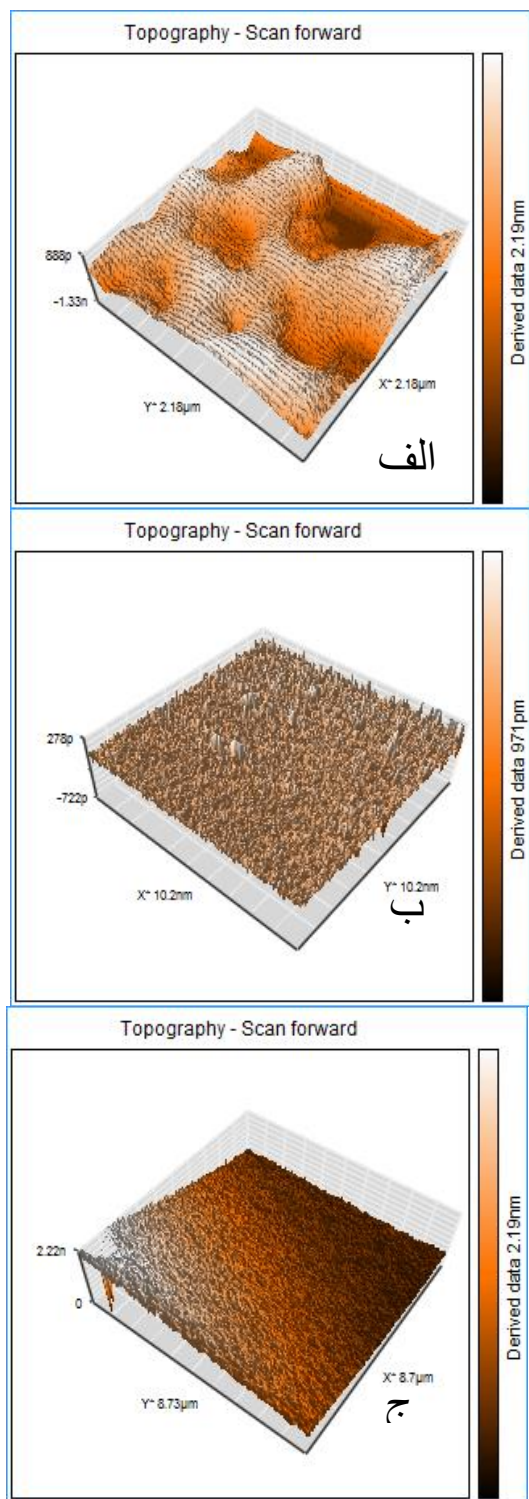 Topography - Scan forward
888p
-1.33n
Y* 2.18µm
X* 2.18µm
Derived data 2.19nm
الف
Topography - Scan forward
278p
-722p
X* 10.2nm
Y* 10.2nm
Derived data 971pm
ب
Topography - Scan forward
2.22n
0
Y* 8.73µm
X* 8.7µm
Derived data 2.19nm
ج